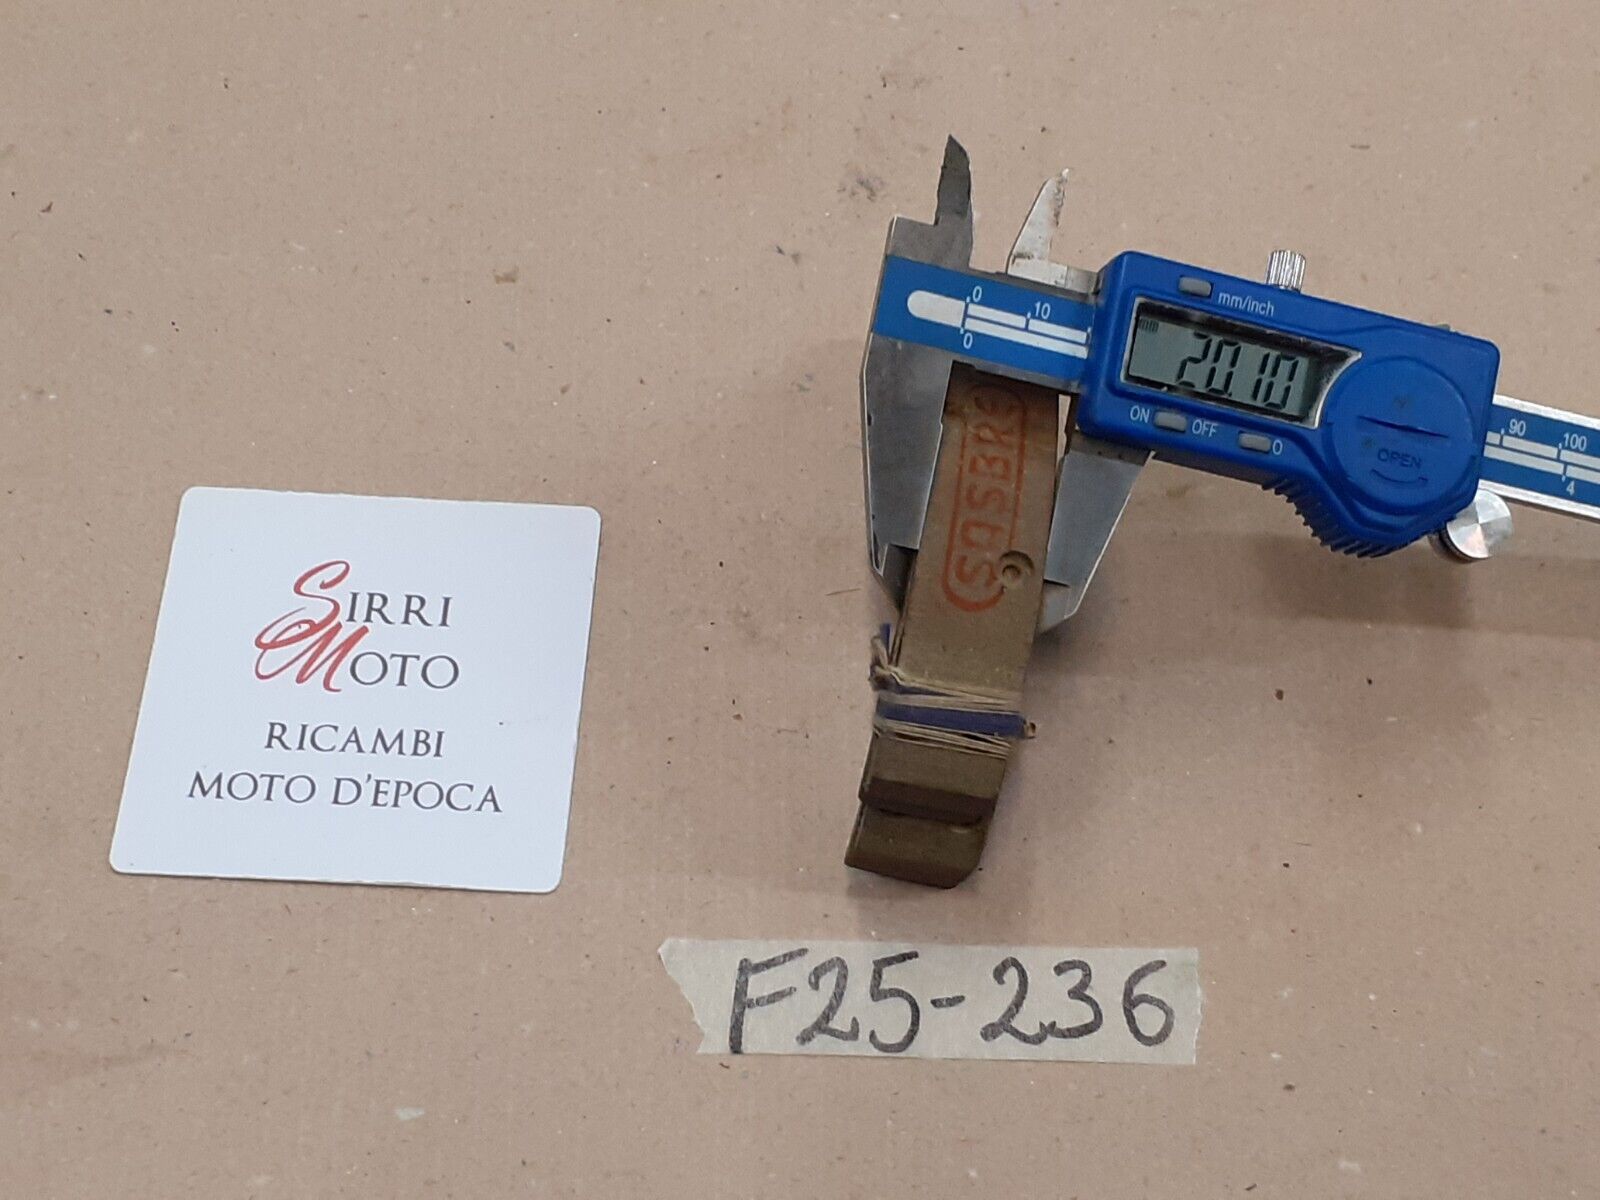 SIRRI
MOTO
RICAMBI
MOTO D'EPOCA
mm/inch
mm
20.10
ON OFF 0
OPEN
0 10
0
90 100
4
F25-236